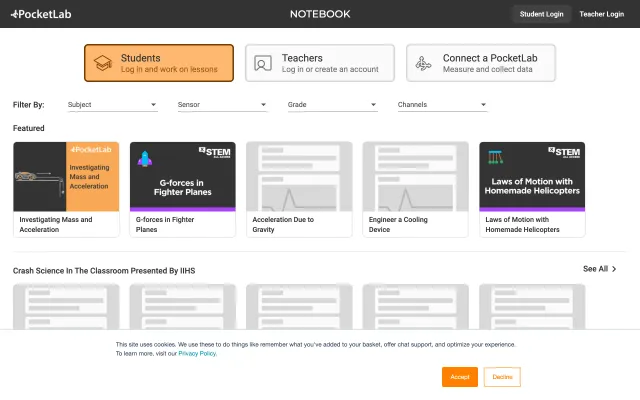 PocketLab
NOTEBOOK
Student Login
Teacher Login
Students
Log in and work on lessons
Teachers
Log in or create an account
Connect a PocketLab
Measure and collect data
Filter By:
Subject
Sensor
Grade
Channels
Featured
PocketLab
Investigating
Mass and
Acceleration
Investigating Mass and
Acceleration
STEM
G-forces in
Fighter Planes
G-forces in Fighter
Planes
Acceleration Due to
Gravity
Engineer a Cooling
Device
STEM
Laws of Motion with
Homemade Helicopters
Laws of Motion with
Homemade Helicopters
Crash Science In The Classroom Presented By IIHS
See All
This site uses cookies. We use these to do things like remember what you've added to your basket, offer chat support, and optimize your experience.
To learn more, visit our Privacy Policy.
Accept
Decline